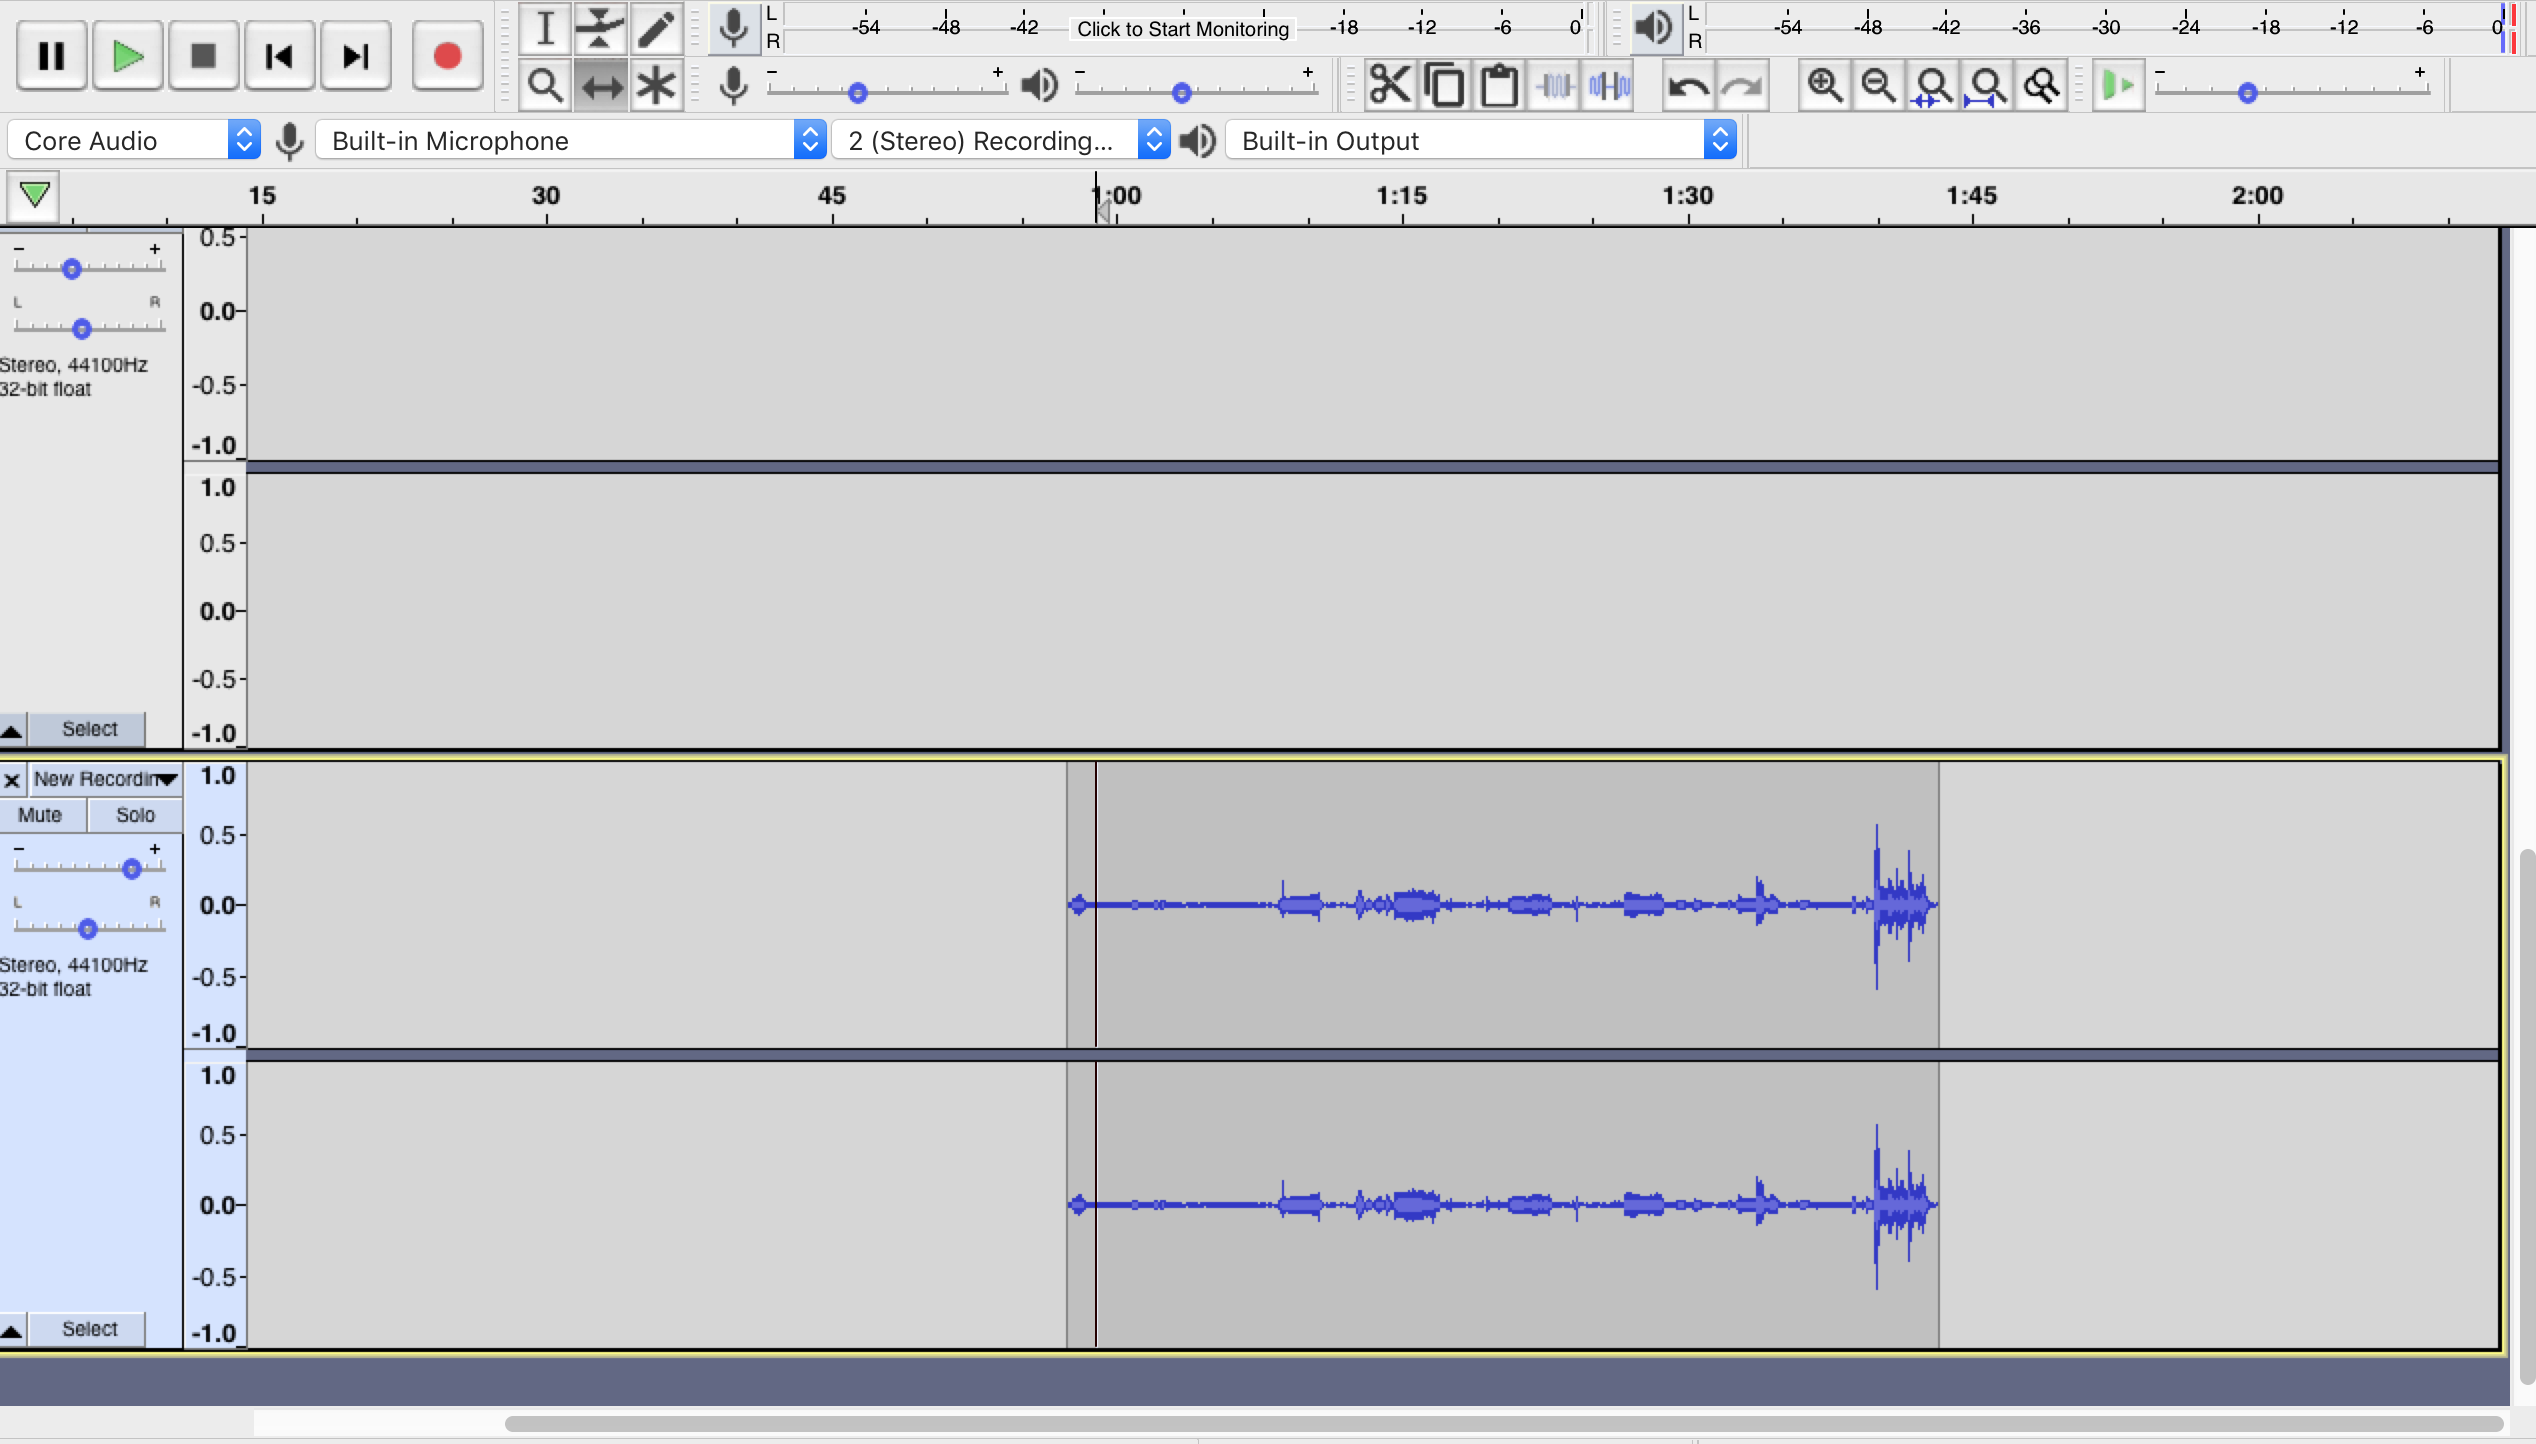 L
R
-54 -48 -42 Click to Start Monitoring -18 -12 -6 0
L
R
-54 -48 -42 -36 -30 -24 -18 -12 -6 0
- + - + - +
Core Audio Built-in Microphone 2 (Stereo) Recording... Built-in Output
15 30 45 1:00 1:15 1:30 1:45 2:00
- +
L R
Stereo, 44100Hz
32-bit float
Select
0.5
0.0
-0.5
-1.0
1.0
0.5
0.0
-0.5
-1.0
New Recordin
Mute Solo
- +
L R
Stereo, 44100Hz
32-bit float
Select
1.0
0.5
0.0
-0.5
-1.0
1.0
0.5
0.0
-0.5
-1.0